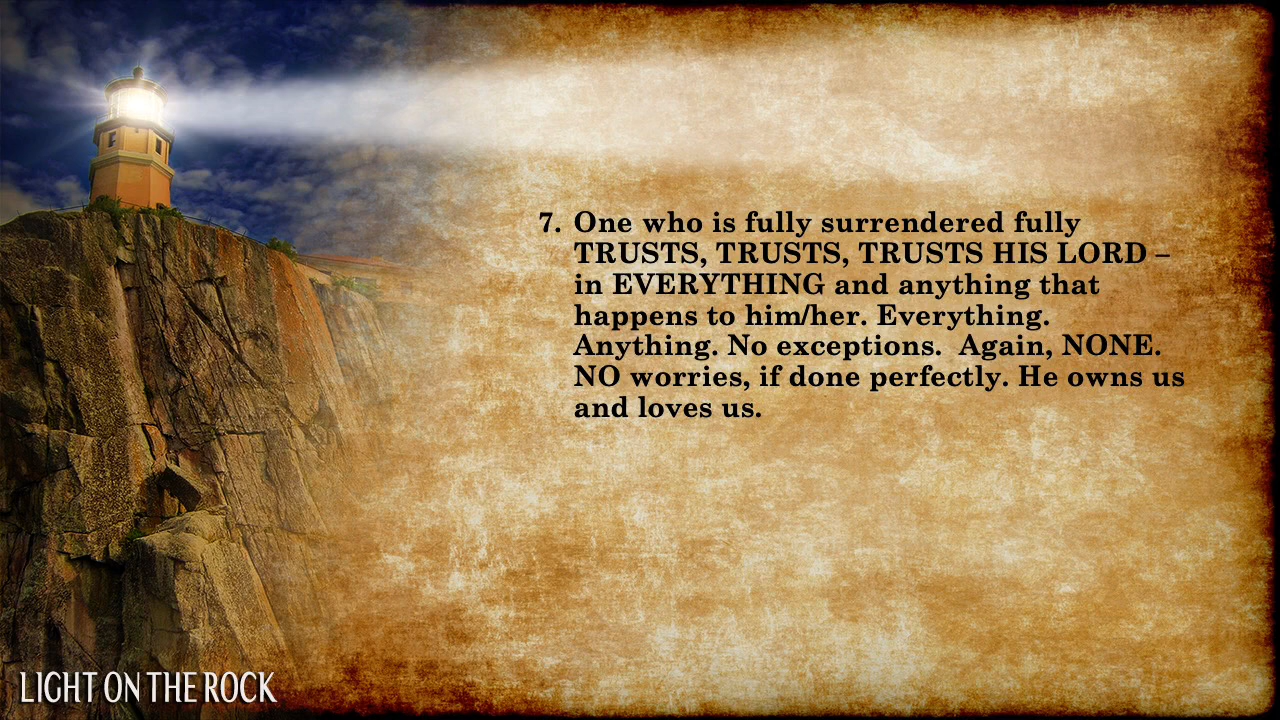 7. One who is fully surrendered fully
TRUSTS, TRUSTS, TRUSTS HIS LORD –
in EVERYTHING and anything that
happens to him/her. Everything.
Anything. No exceptions.  Again, NONE.
NO worries, if done perfectly. He owns us
and loves us.
LIGHT ON THE ROCK